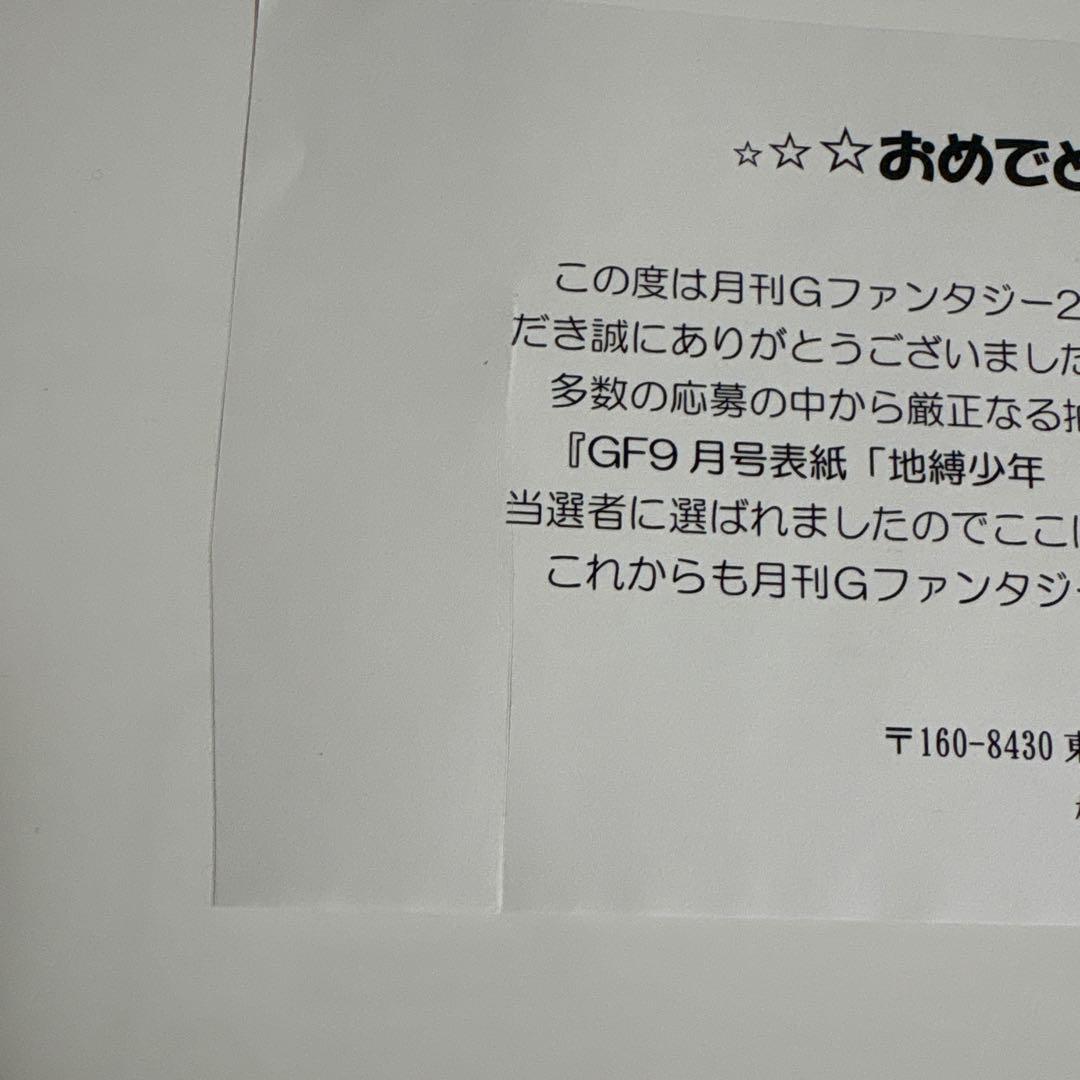 ☆☆☆おめでと
この度は月刊Gファンタジー2
だき誠にありがとうございました
多数の応募の中から厳正なる抽
『GF9月号表紙「地縛少年
当選者に選ばれましたのでここに
これからも月刊Gファンタジー
〒160-8430 東